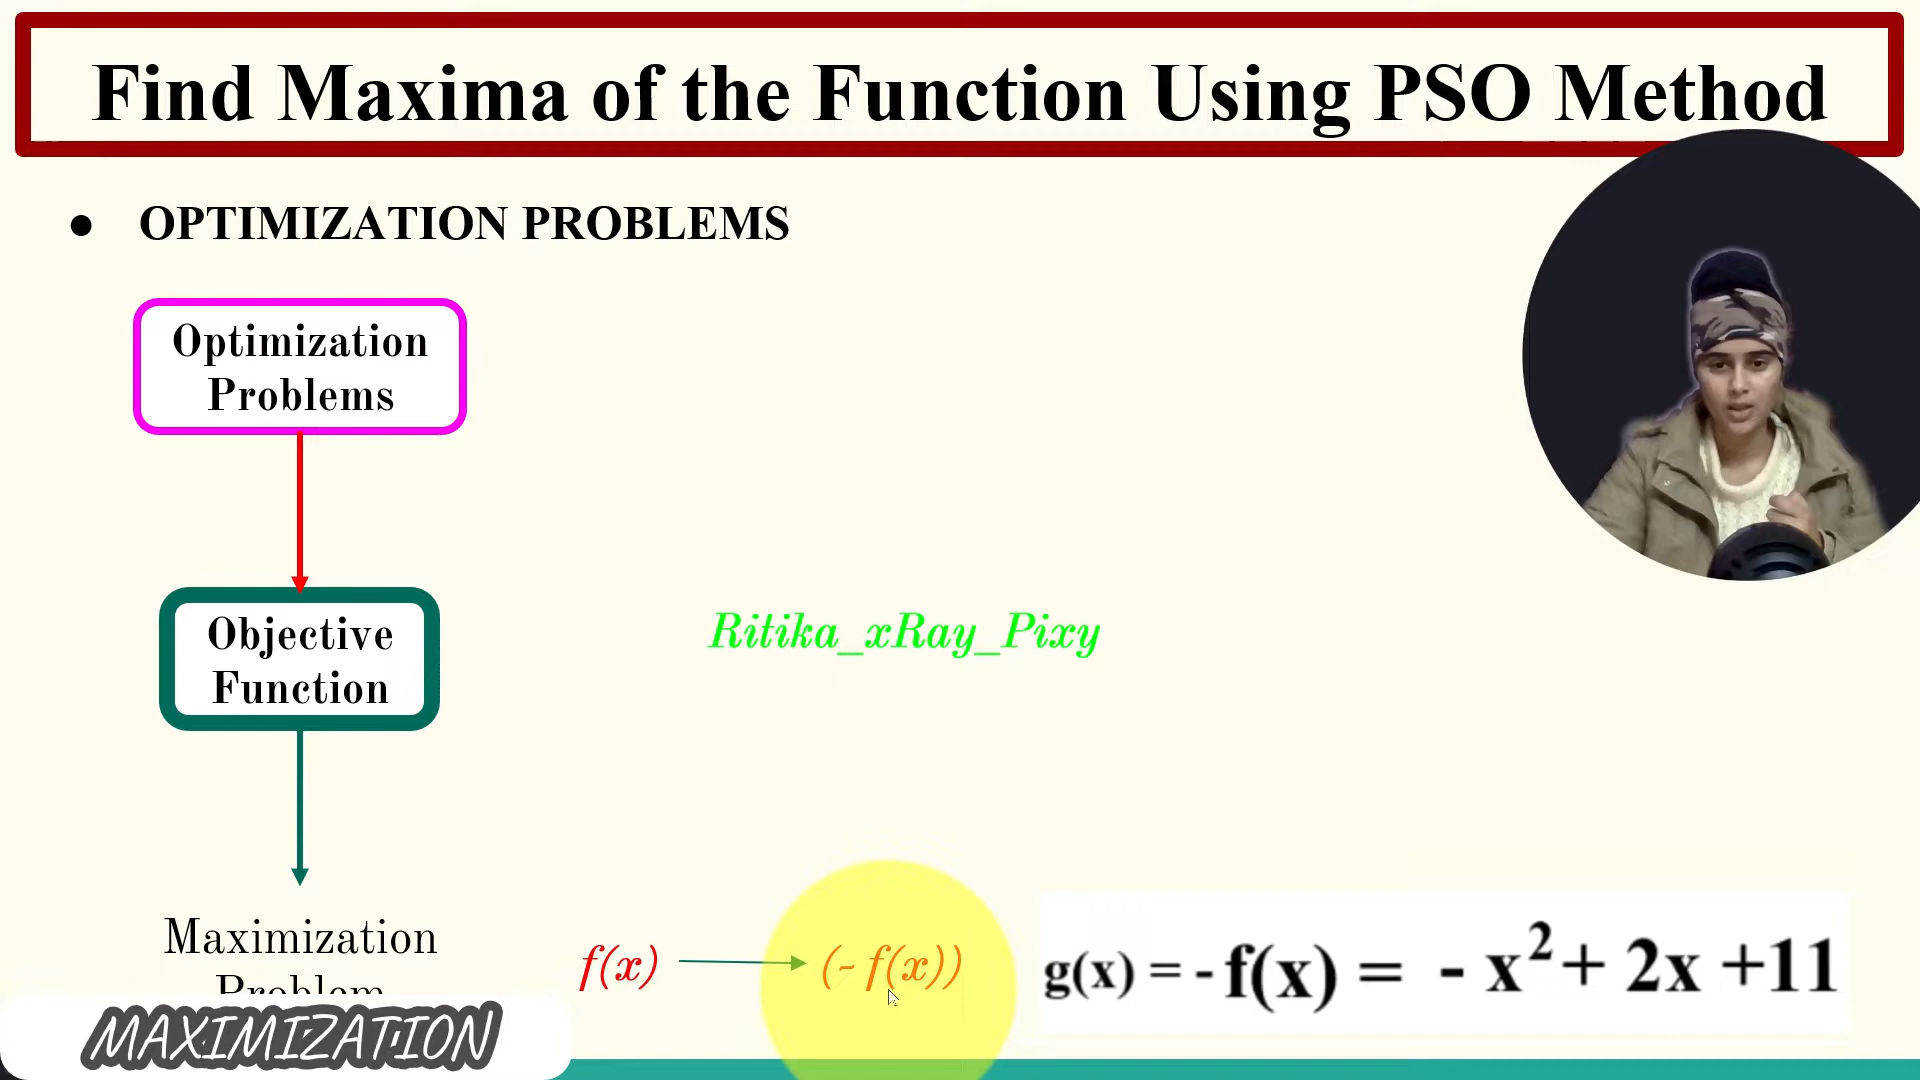 Find Maxima of the Function Using PSO Method
● OPTIMIZATION PROBLEMS
Optimization
Problems
Objective
Function
Ritika_xRay_Pixy
Maximization
Problem
f(x) (- f(x)) g(x) = - f(x) = - x² + 2x +11
MAXIMIZATION